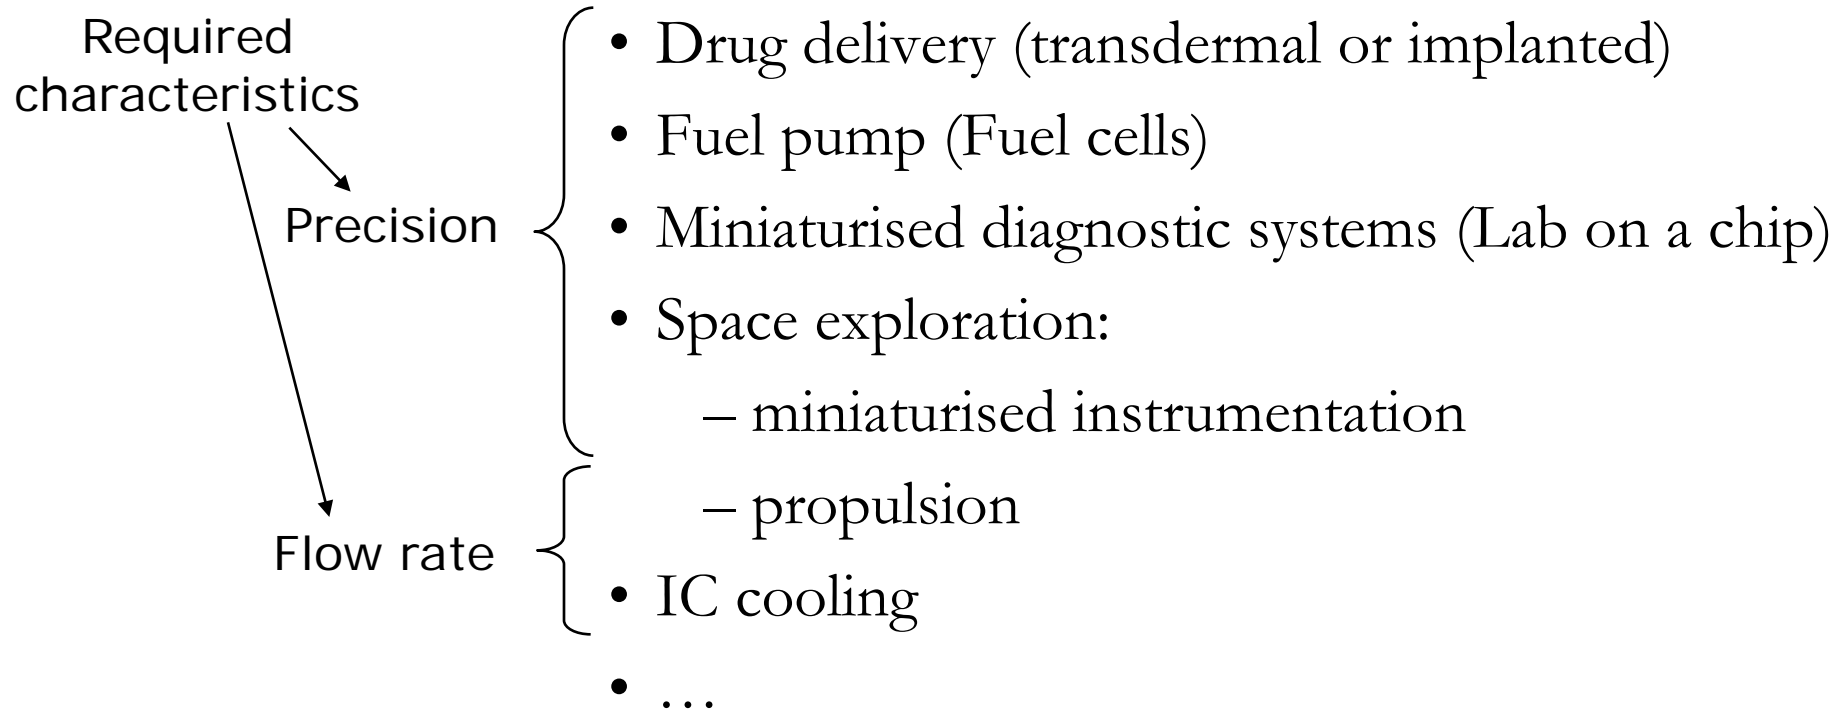 Required
characteristics
Precision
Flow rate
• Drug delivery (transdermal or implanted)
• Fuel pump (Fuel cells)
• Miniaturised diagnostic systems (Lab on a chip)
• Space exploration:
– miniaturised instrumentation
– propulsion
• IC cooling
• …